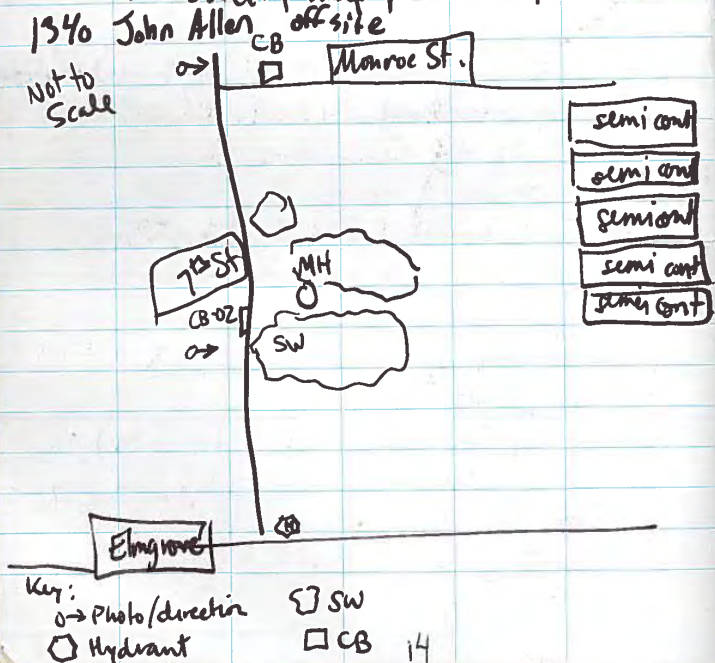 1340 John Allen offsite
CB
Monroe St.
Not to
Scale
semi cont
semi cont
semi cont
semi cont
semi cont
7th St
MH
CB-02
SW
H
Elmgrove
Key:
Photo/direction
SW
Hydrant
CB
14